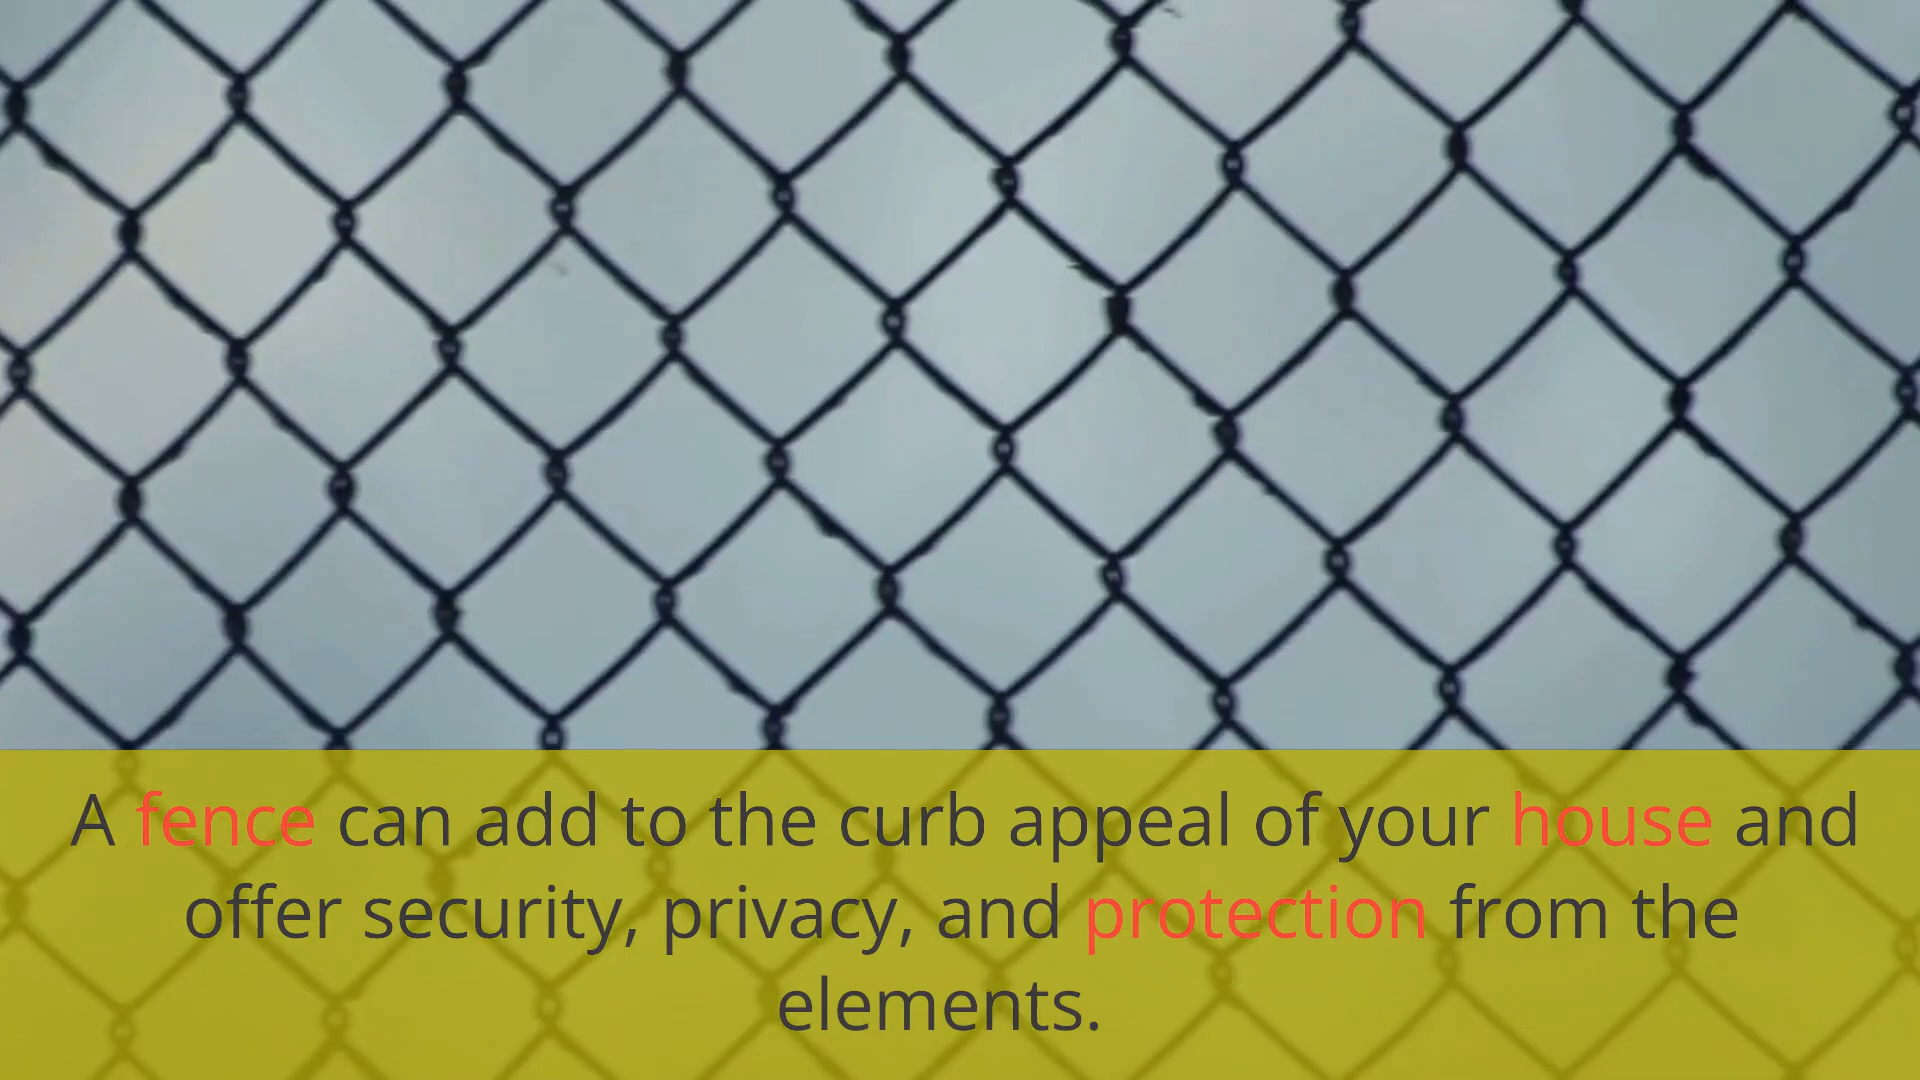 A fence can add to the curb appeal of your house and
offer security, privacy, and protection from the
elements.